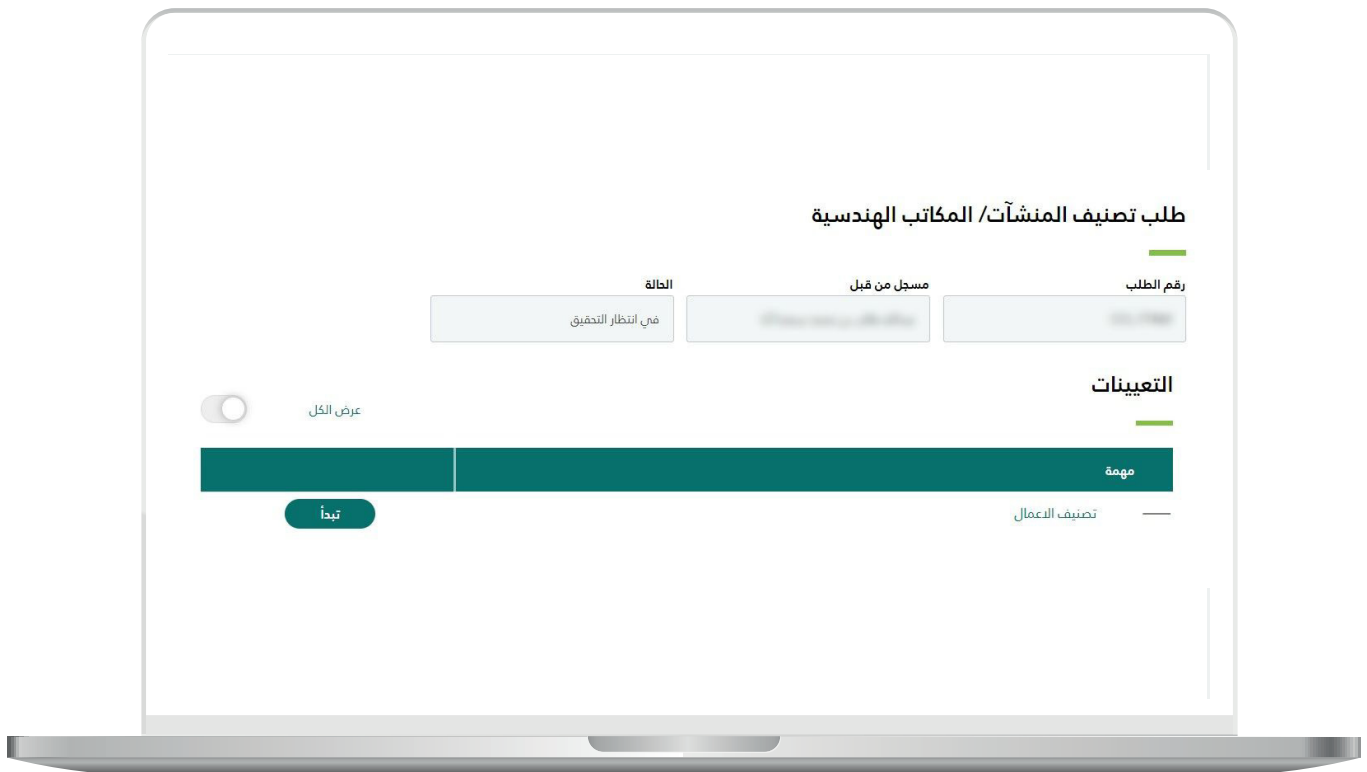 طلب تصنيف المنشآت/ المكاتب الهندسية
رقم الطلب
مسجل من قبل
الحالة
في انتظار التحقيق
التعيينات
عرض الكل
مهمة
تصنيف الاعمال
تبدأ